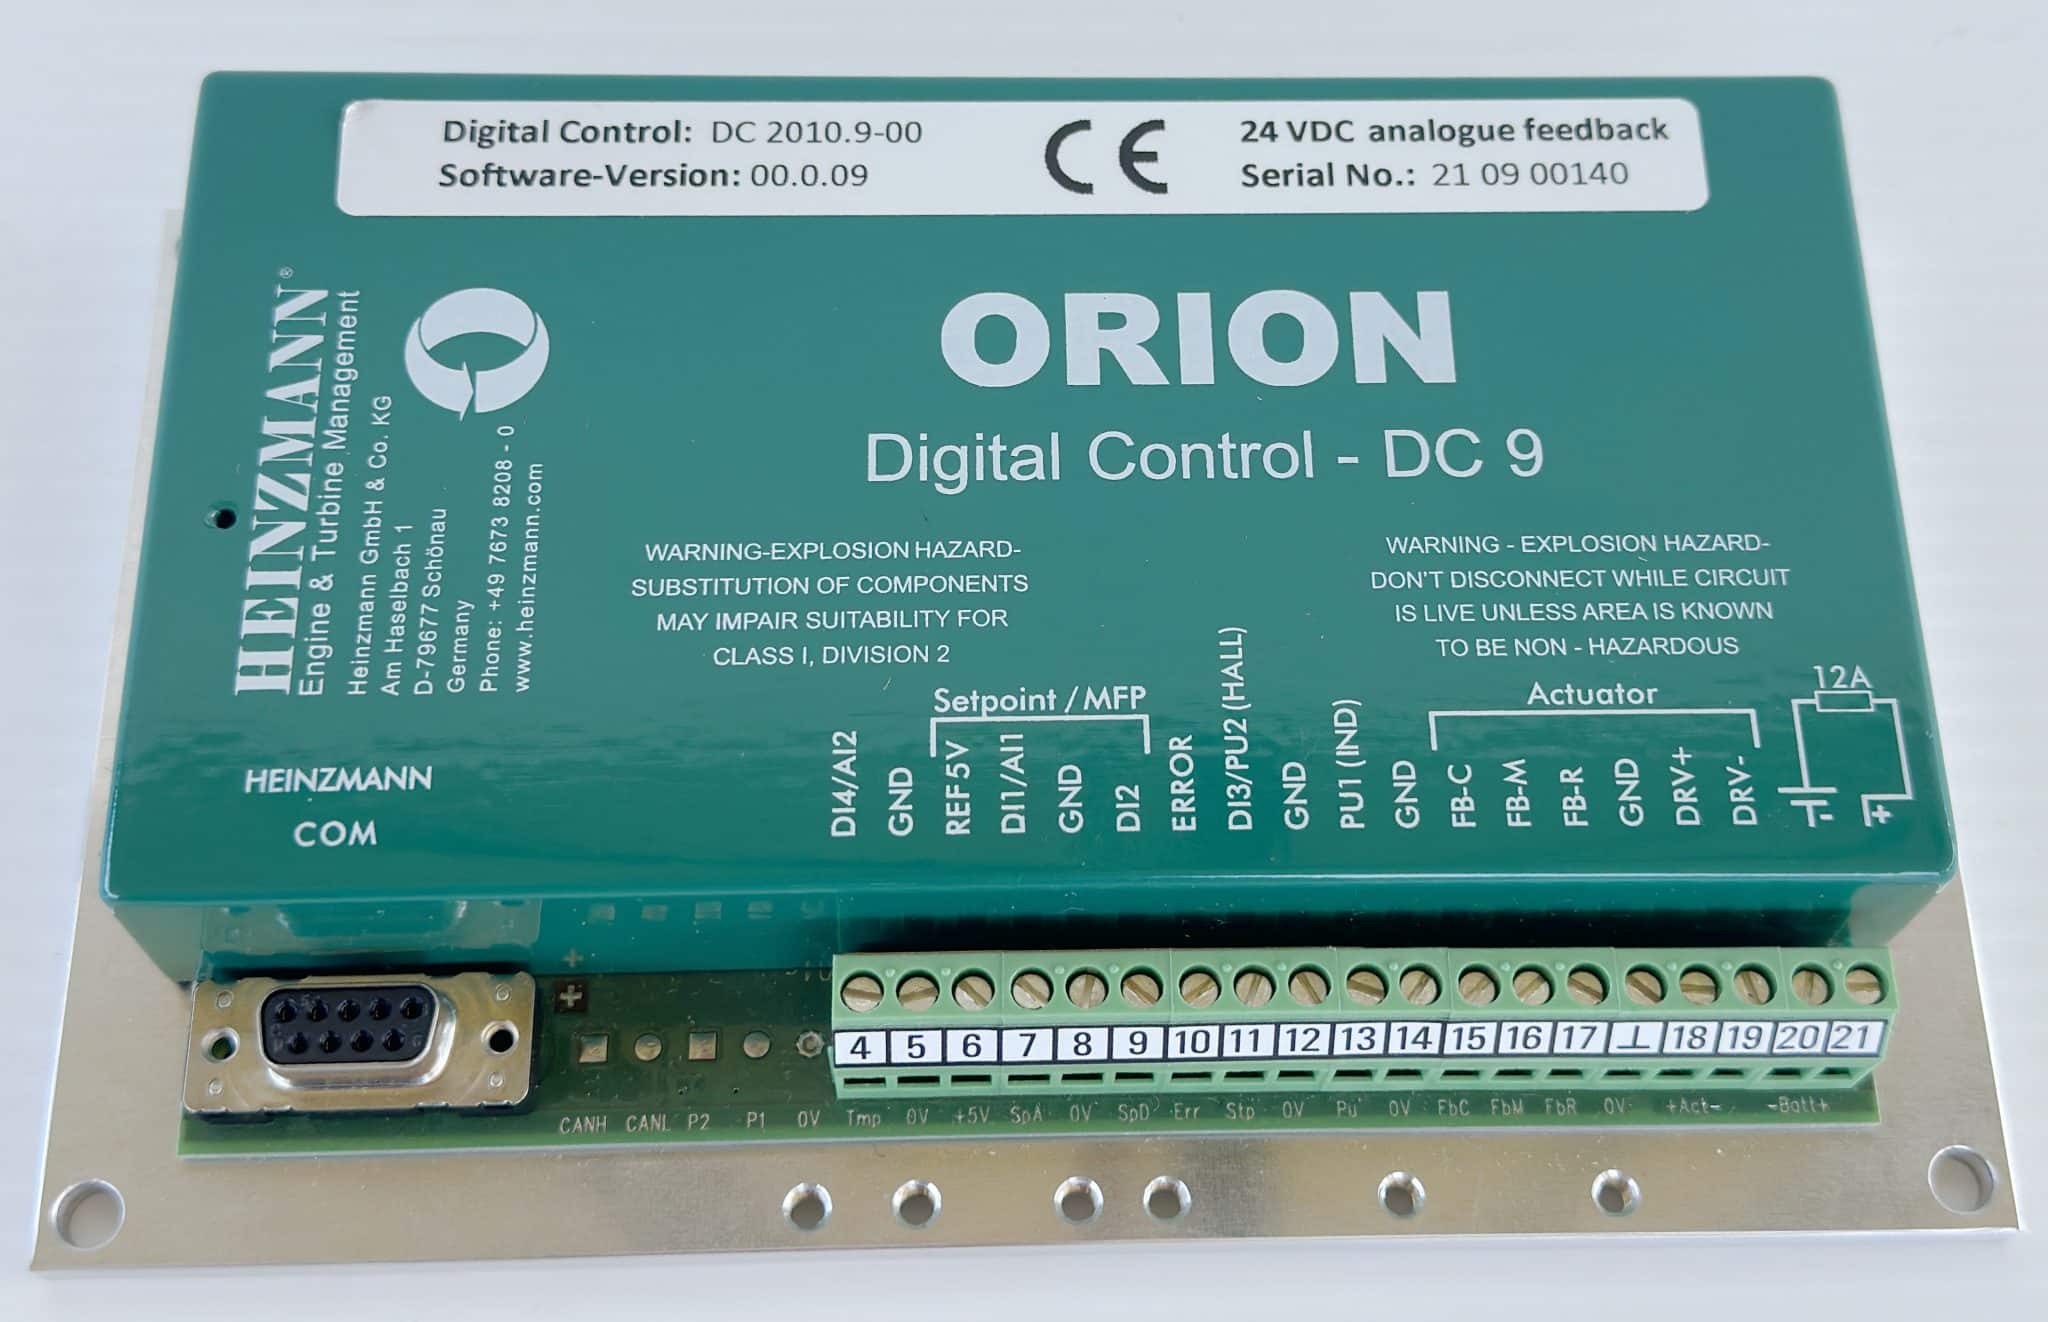 Digital Control: DC 2010.9-00
Software-Version: 00.0.09
CE
24 VDC analogue feedback
Serial No.: 21 09 00140
HEINZMANN®
Engine & Turbine Management
Heinzmann GmbH & Co. KG
Am Haselbach 1
D-79677 Schönau
Germany
Phone: +49 7673 8208 - 0
www.heinzmann.com
ORION
Digital Control - DC 9
WARNING-EXPLOSION HAZARD-
SUBSTITUTION OF COMPONENTS
MAY IMPAIR SUITABILITY FOR
CLASS I, DIVISION 2
WARNING - EXPLOSION HAZARD-
DON'T DISCONNECT WHILE CIRCUIT
IS LIVE UNLESS AREA IS KNOWN
TO BE NON - HAZARDOUS
HEINZMANN
COM
Setpoint / MFP
Actuator
12A
DI4/AI2
GND
REF 5V
DI1/AI1
GND
DI2
ERROR
DI3/PU2 (HALL)
GND
PU1 (IND)
GND
FB-C
FB-M
FB-R
GND
DRV+
DRV-
-
+
4 5 6 7 8 9 10 11 12 13 14 15 16 17 ⊥ 18 19 20 21
CANH CANL P2 P1 0V Tmp 0V +5V SpA 0V SpD Err Stp 0V Pu 0V FbC FbM FbR 0V +Act- -Batt+